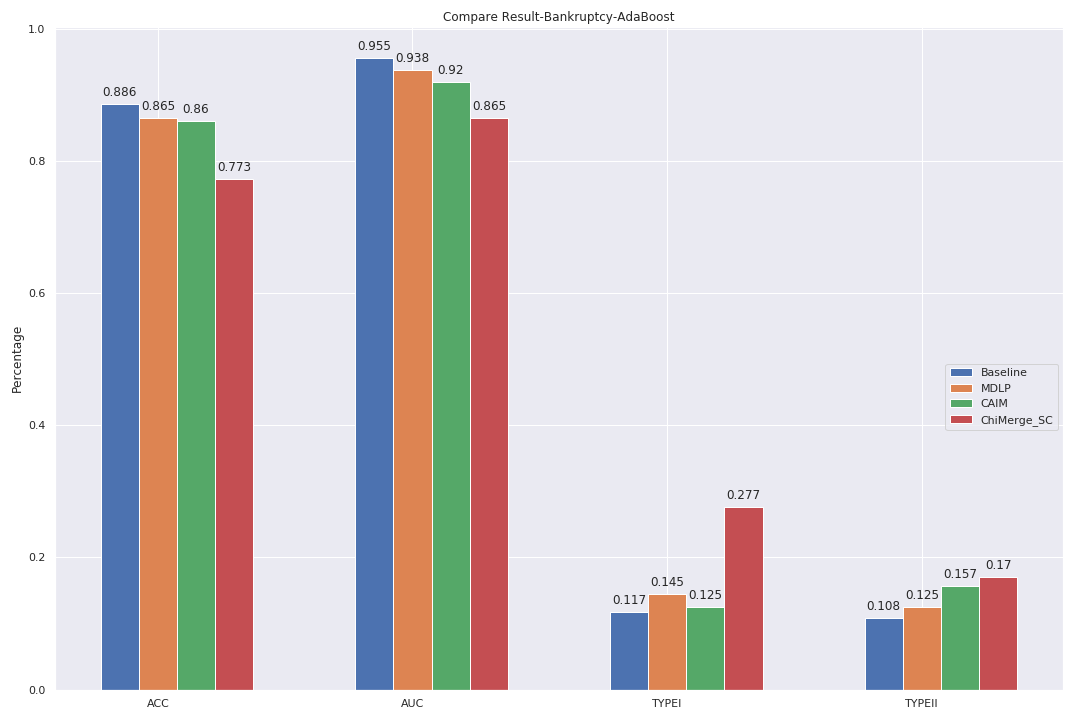 Compare Result-Bankruptcy-AdaBoost
Percentage
1.0
0.8
0.6
0.4
0.2
0.0
0.886
0.865
0.86
0.773
0.955
0.938
0.92
0.865
0.117
0.145
0.125
0.277
0.108
0.125
0.157
0.17
Baseline
MDLP
CAIM
ChiMerge_SC
ACC
AUC
TYPEI
TYPEII